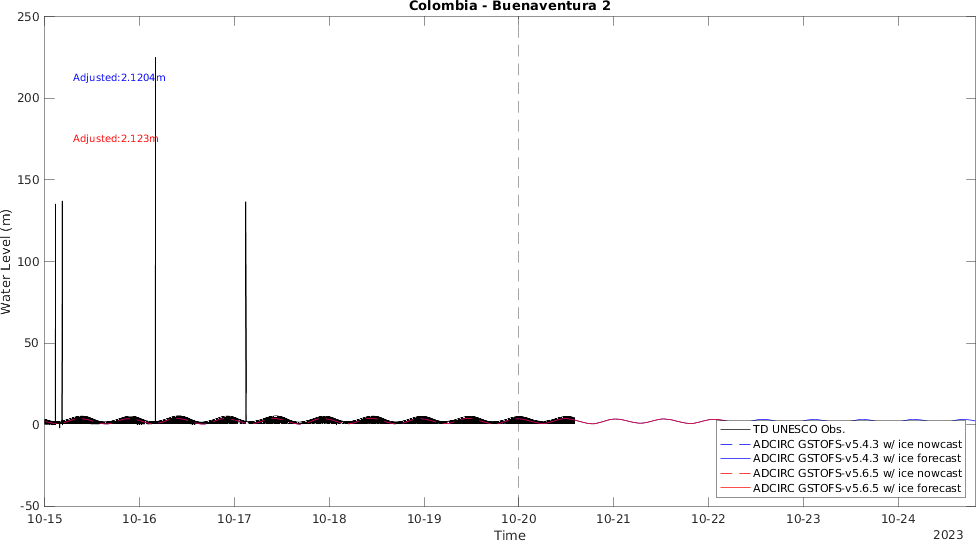 Colombia - Buenaventura 2
250
200
150
100
50
0
-50
Water Level (m)
Adjusted:2.1204m
Adjusted:2.123m
TD UNESCO Obs.
ADCIRC GSTOFS-v5.4.3 w/ ice nowcast
ADCIRC GSTOFS-v5.4.3 w/ ice forecast
ADCIRC GSTOFS-v5.6.5 w/ ice nowcast
ADCIRC GSTOFS-v5.6.5 w/ ice forecast
10-15 10-16 10-17 10-18 10-19 10-20 10-21 10-22 10-23 10-24
Time
2023